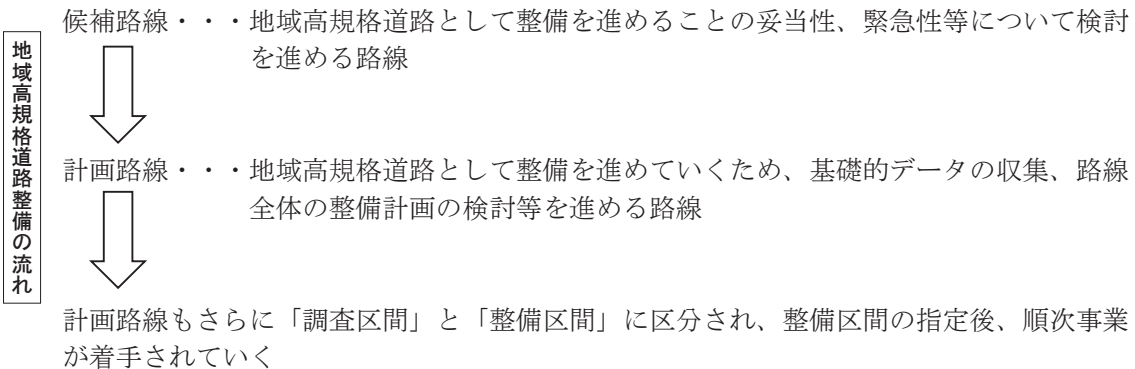 地域高規格道路整備の流れ
候補路線・・・地域高規格道路として整備を進めることの妥当性、緊急性等について検討
を進める路線
計画路線・・・地域高規格道路として整備を進めていくため、基礎的データの収集、路線
全体の整備計画の検討等を進める路線
計画路線もさらに「調査区間」と「整備区間」に区分され、整備区間の指定後、順次事業
が着手されていく